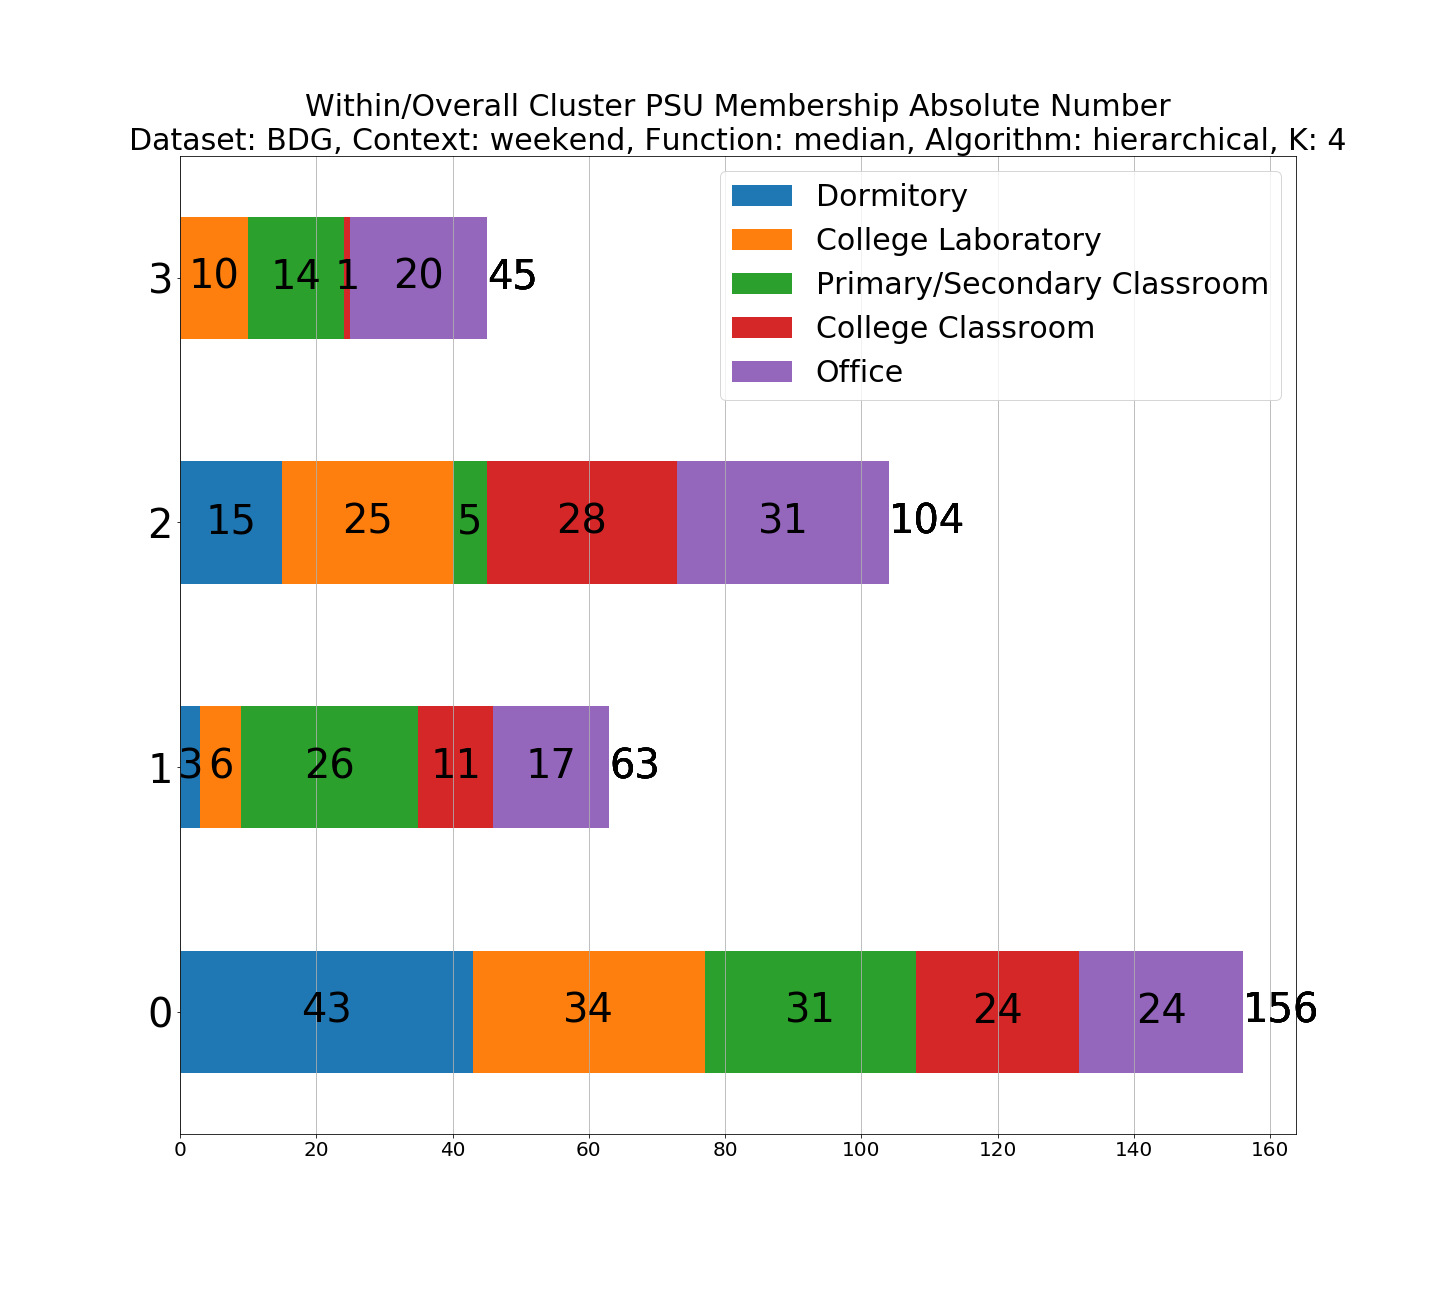 Within/Overall Cluster PSU Membership Absolute Number
Dataset: BDG, Context: weekend, Function: median, Algorithm: hierarchical, K: 4
Dormitory
College Laboratory
Primary/Secondary Classroom
College Classroom
Office
3 10 14 1 20 45
2 15 25 5 28 31 104
1 3 6 26 11 17 63
0 43 34 31 24 24 156
0 20 40 60 80 100 120 140 160